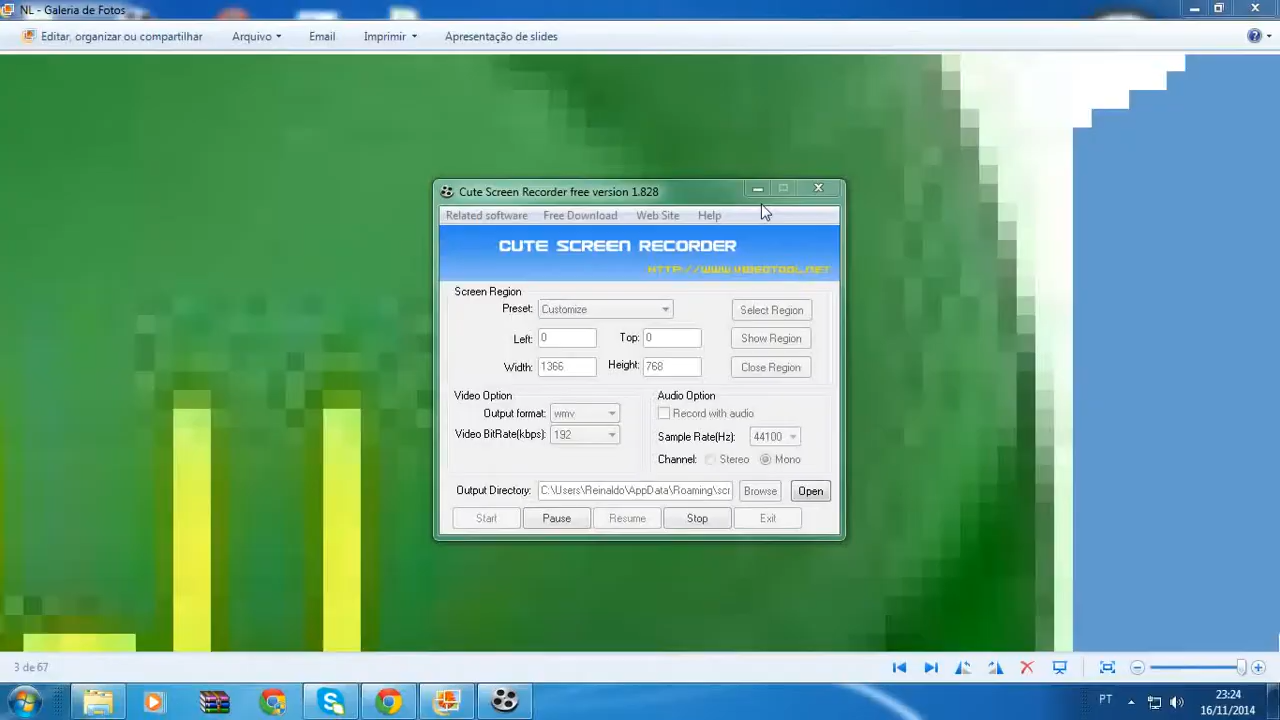 NL - Galeria de Fotos
Editar, organizar ou compartilhar Arquivo Email Imprimir Apresentação de slides
Cute Screen Recorder free version 1.828
Related software Free Download Web Site Help
CUTE SCREEN RECORDER
HTTP://WWW.VIDEOTOOL.NET
Screen Region
Preset: Customize Select Region
Left: 0 Top: 0 Show Region
Width: 1366 Height: 768 Close Region
Video Option Audio Option
Output format: wmv Record with audio
Video BitRate(kbps): 192 Sample Rate(Hz): 44100
Channel: Stereo Mono
Output Directory: C:\Users\Reinaldo\AppData\Roaming\scr Browse Open
Start Pause Resume Stop Exit
3 de 67
PT 23:24
16/11/2014